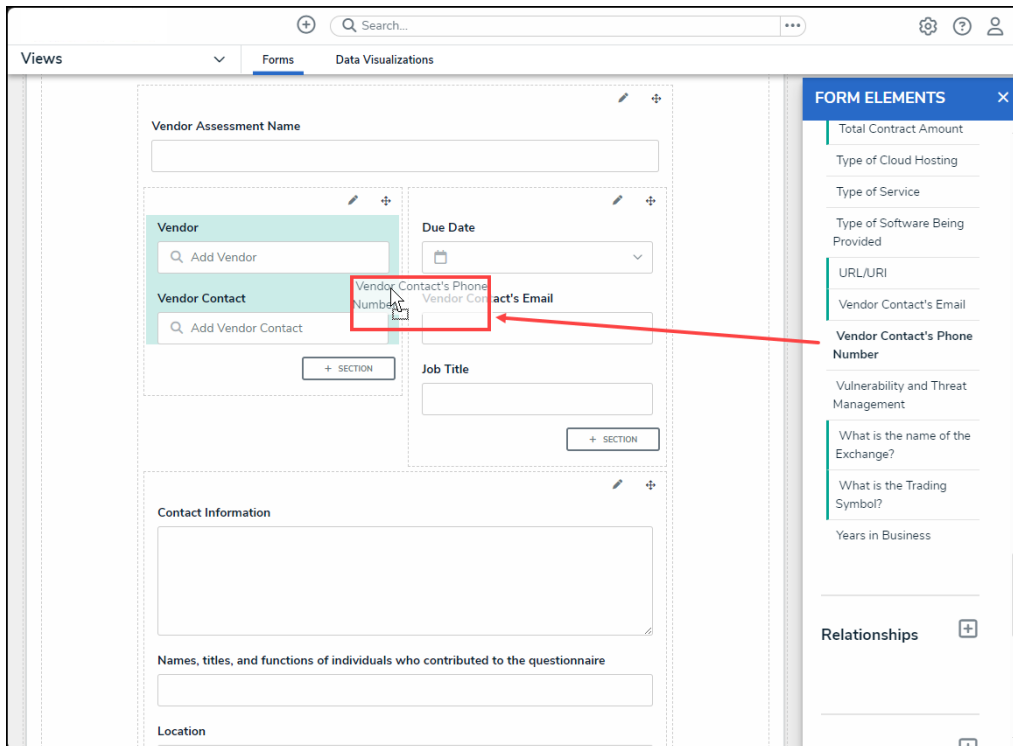 Search...
Views
Forms
Data Visualizations
Vendor Assessment Name
Vendor
Add Vendor
Vendor Contact
Add Vendor Contact
+ SECTION
Due Date
Vendor Contact's Phone
Number
Vendor Contact's Email
Job Title
+ SECTION
Contact Information
Names, titles, and functions of individuals who contributed to the questionnaire
Location
FORM ELEMENTS
Total Contract Amount
Type of Cloud Hosting
Type of Service
Type of Software Being
Provided
URL/URI
Vendor Contact's Email
Vendor Contact's Phone
Number
Vulnerability and Threat
Management
What is the name of the
Exchange?
What is the Trading
Symbol?
Years in Business
Relationships